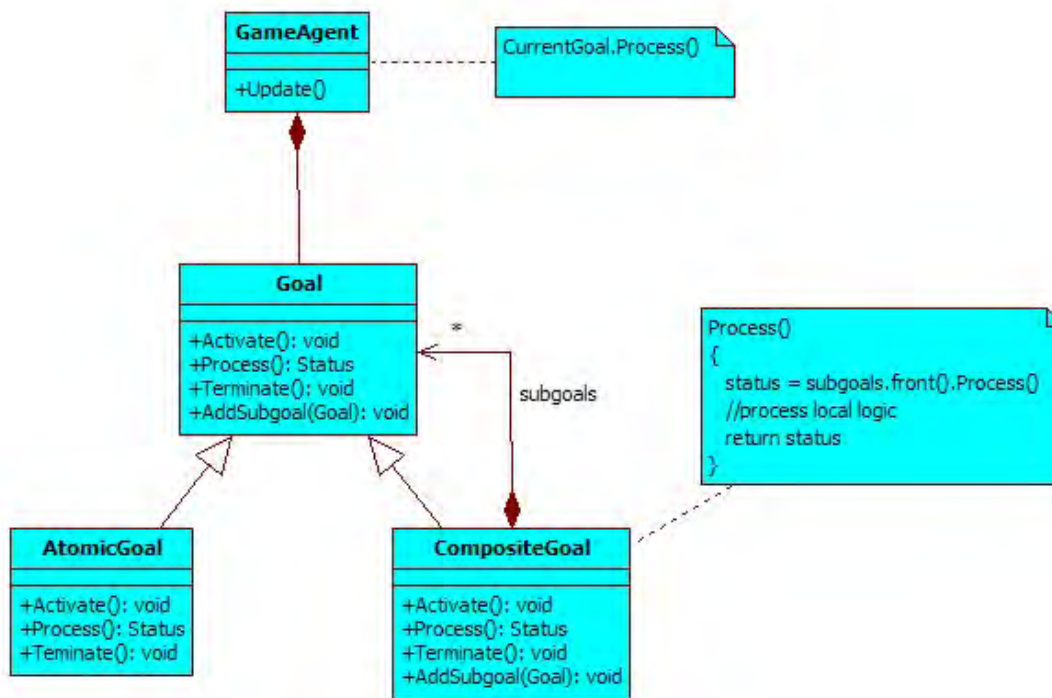 GameAgent
+Update()
CurrentGoal.Process()
Goal
+Activate(): void
+Process(): Status
+Terminate(): void
+AddSubgoal(Goal): void
*
subgoals
Process()
{
status = subgoals.front().Process()
//process local logic
return status
}
AtomicGoal
+Activate(): void
+Process(): Status
+Teminate(): void
CompositeGoal
+Activate(): void
+Process(): Status
+Terminate(): void
+AddSubgoal(Goal): void